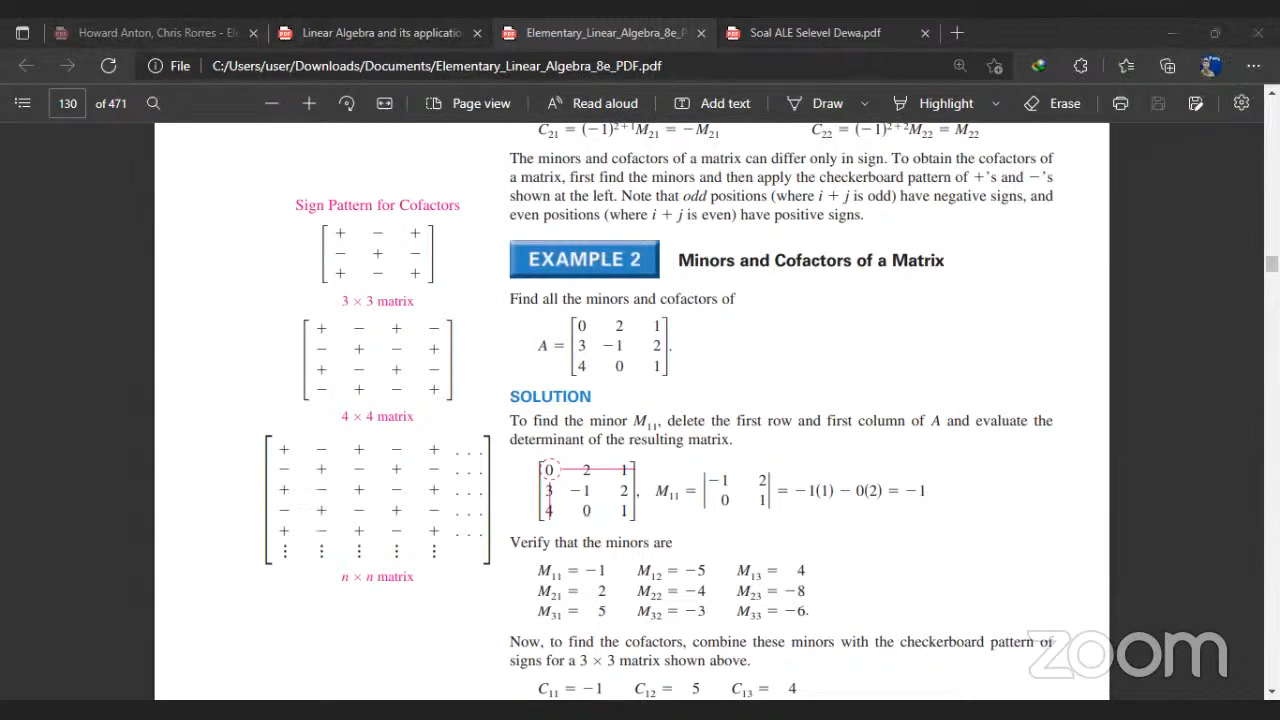 Howard Anton, Chris Rorres - El
Linear Algebra and its applicatio
Elementary_Linear_Algebra_8e_P
Soal ALE Selevel Dewa.pdf
File
C:/Users/user/Downloads/Documents/Elementary_Linear_Algebra_8e_PDF.pdf
130 of 471
Page view
Read aloud
Add text
Draw
Highlight
Erase
C₂₁ = (−1)²⁺¹M₂₁ = −M₂₁ C₂₂ = (−1)²⁺²M₂₂ = M₂₂
The minors and cofactors of a matrix can differ only in sign. To obtain the cofactors of
a matrix, first find the minors and then apply the checkerboard pattern of +'s and −'s
shown at the left. Note that odd positions (where i + j is odd) have negative signs, and
even positions (where i + j is even) have positive signs.
Sign Pattern for Cofactors
+ − +
− + −
+ − +
3 × 3 matrix
+ − + −
− + − +
+ − + −
− + − +
4 × 4 matrix
+ − + − + . . .
− + − + − . . .
+ − + − + . . .
− + − + − . . .
+ − + − + . . .
⋮ ⋮ ⋮ ⋮ ⋮
n × n matrix
EXAMPLE 2 Minors and Cofactors of a Matrix
Find all the minors and cofactors of
0 2 1
A = 3 −1 2 .
4 0 1
SOLUTION
To find the minor M₁₁, delete the first row and first column of A and evaluate the
determinant of the resulting matrix.
0 2 1
3 −1 2 , M₁₁ = |−1 2| = −1(1) − 0(2) = −1
4 0 1 |0 1|
Verify that the minors are
M₁₁ = −1 M₁₂ = −5 M₁₃ = 4
M₂₁ = 2 M₂₂ = −4 M₂₃ = −8
M₃₁ = 5 M₃₂ = −3 M₃₃ = −6.
Now, to find the cofactors, combine these minors with the checkerboard pattern of
signs for a 3 × 3 matrix shown above.
C₁₁ = −1 C₁₂ = 5 C₁₃ = 4
zoom